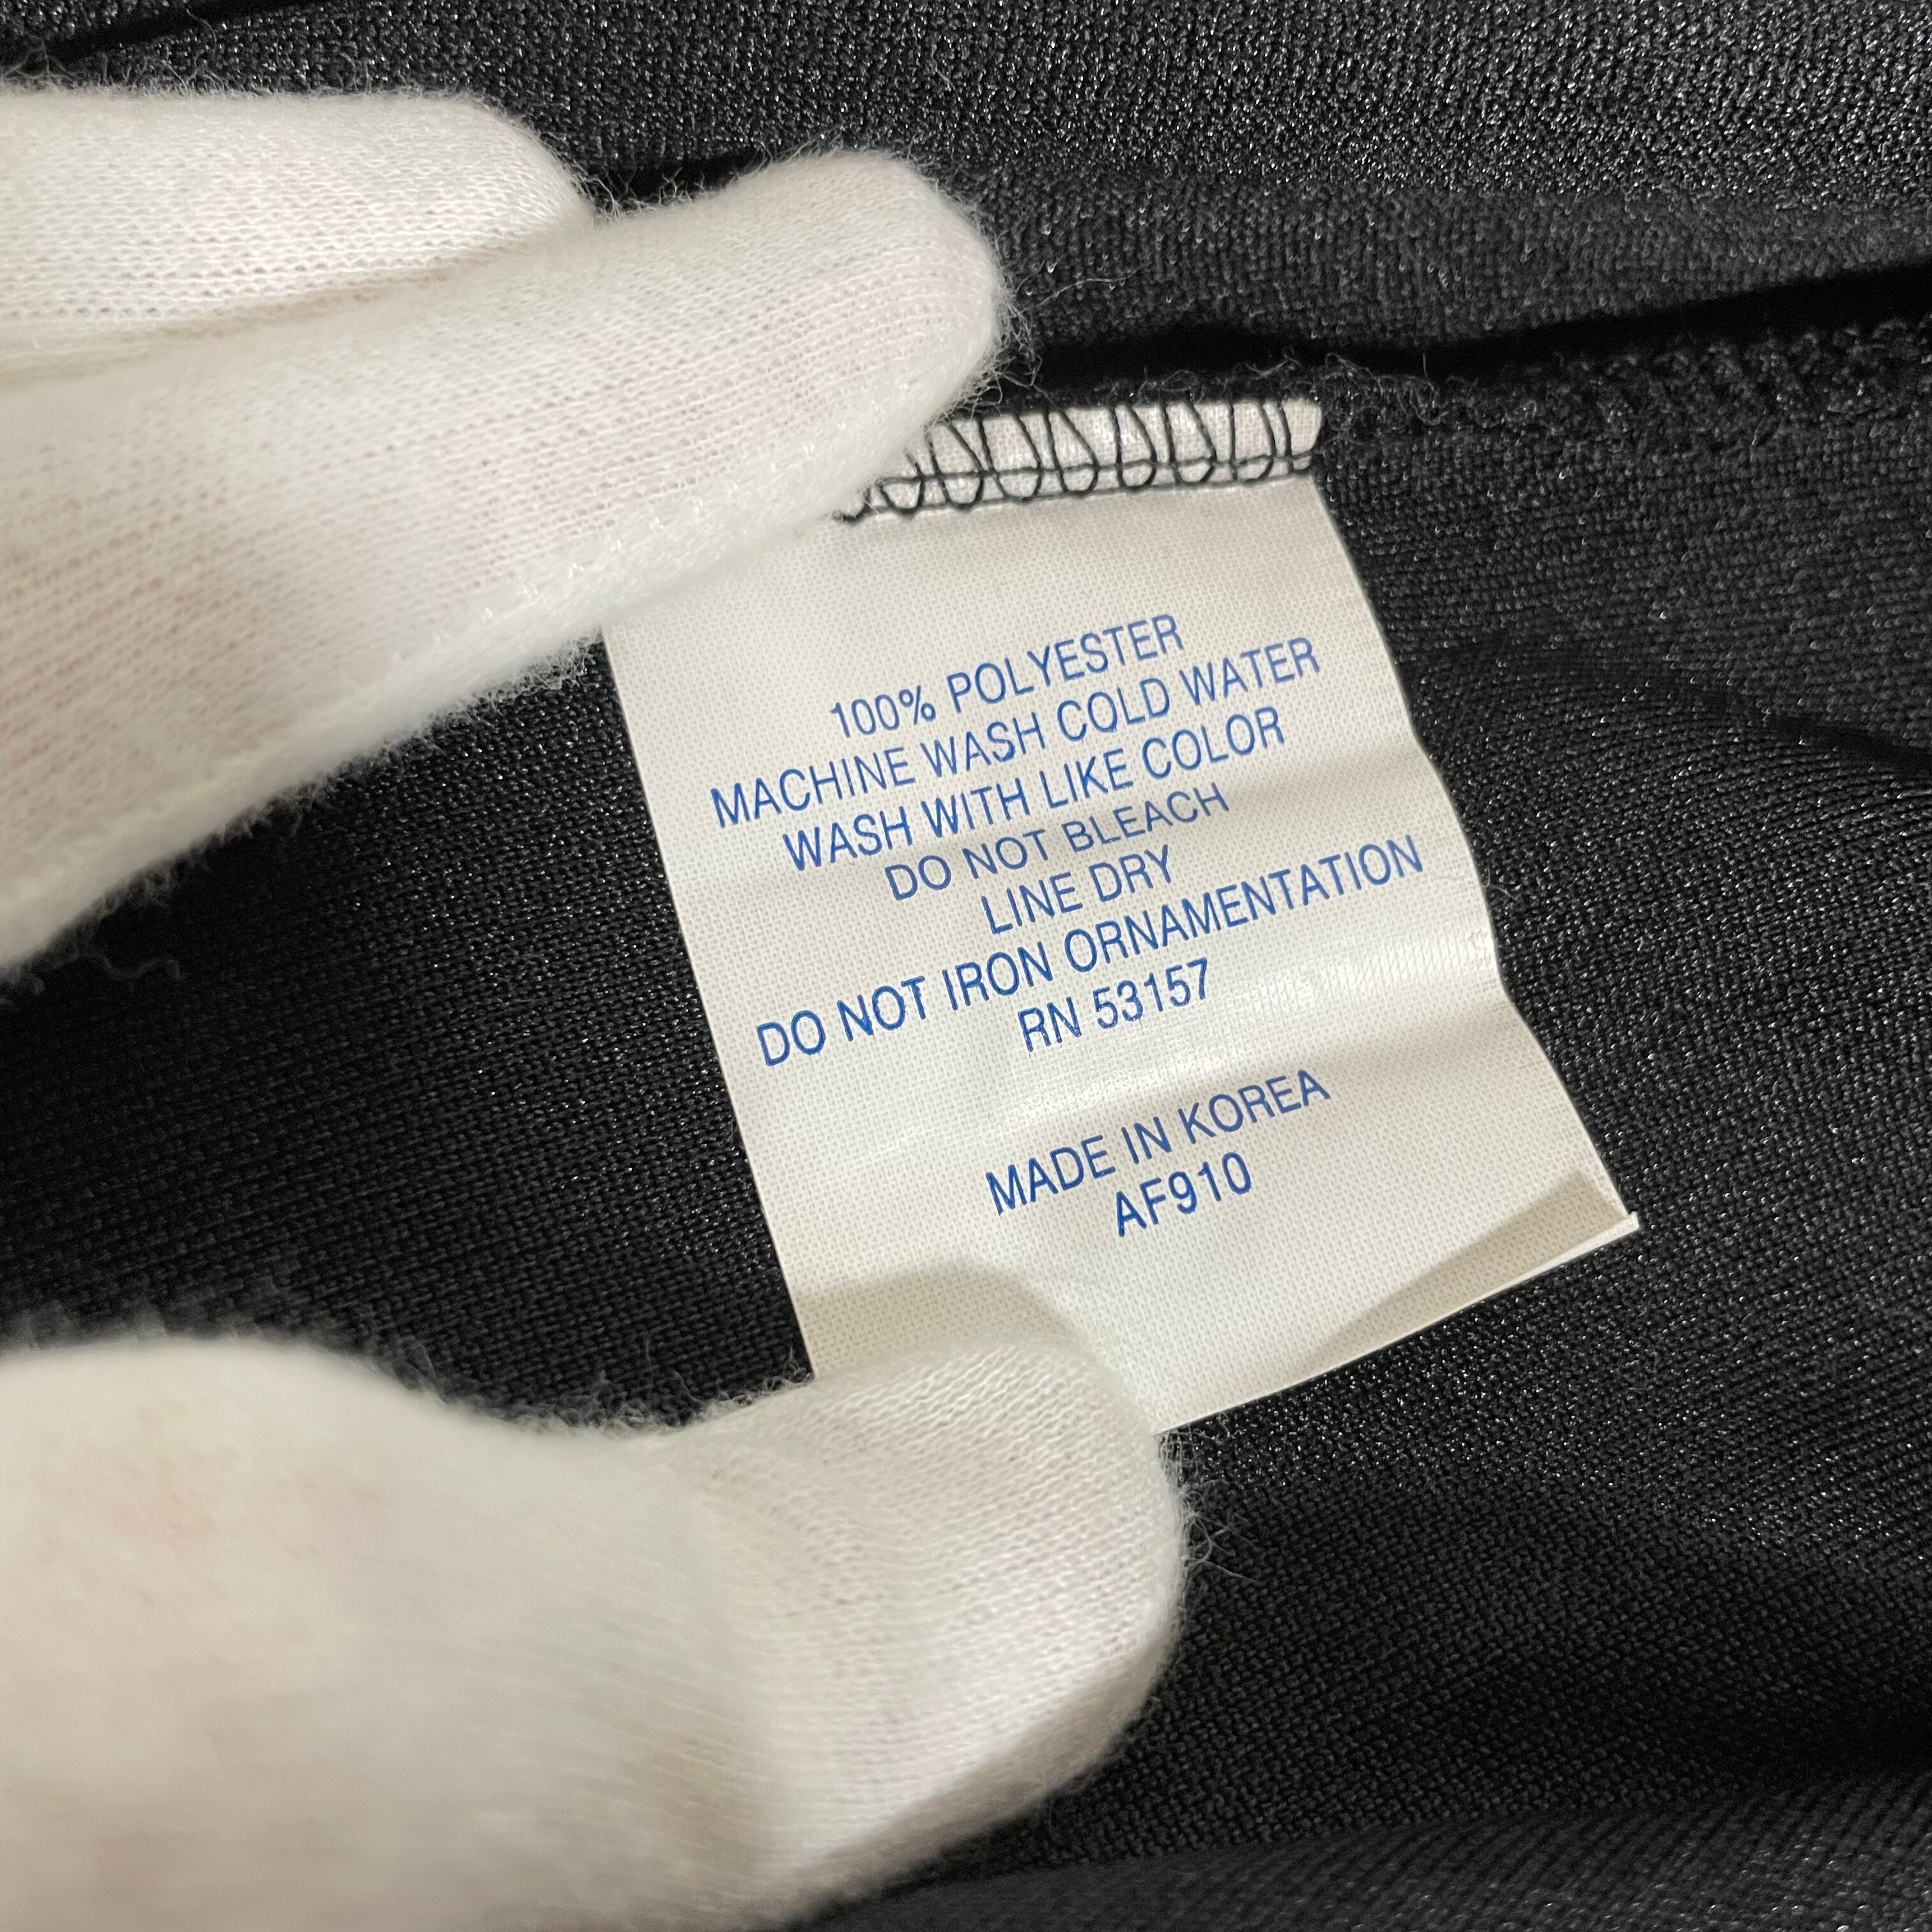 100% POLYESTER
MACHINE WASH COLD WATER
WASH WITH LIKE COLOR
DO NOT BLEACH
LINE DRY
DO NOT IRON ORNAMENTATION
RN 53157
MADE IN KOREA
AF910